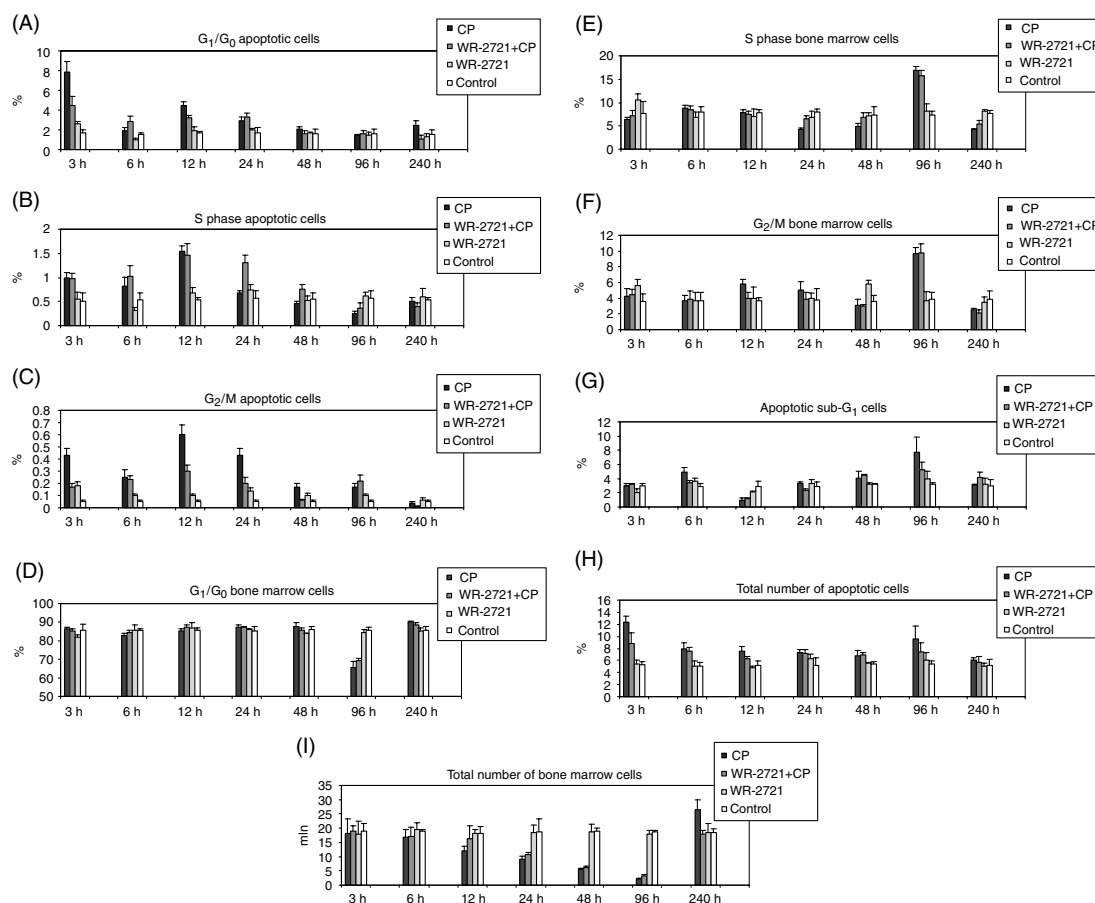 (A)
G1/G0 apoptotic cells
CP
WR-2721+CP
WR-2721
Control
%
10
8
6
4
2
0
3 h 6 h 12 h 24 h 48 h 96 h 240 h
(B)
S phase apoptotic cells
CP
WR-2721+CP
WR-2721
Control
%
2
1.5
1
0.5
0
3 h 6 h 12 h 24 h 48 h 96 h 240 h
(C)
G2/M apoptotic cells
CP
WR-2721+CP
WR-2721
Control
%
0.8
0.7
0.6
0.5
0.4
0.3
0.2
0.1
0
3 h 6 h 12 h 24 h 48 h 96 h 240 h
(D)
G1/G0 bone marrow cells
CP
WR-2721+CP
WR-2721
Control
%
100
90
80
70
60
50
3 h 6 h 12 h 24 h 48 h 96 h 240 h
(E)
S phase bone marrow cells
CP
WR-2721+CP
WR-2721
Control
%
20
15
10
5
0
3 h 6 h 12 h 24 h 48 h 96 h 240 h
(F)
G2/M bone marrow cells
CP
WR-2721+CP
WR-2721
Control
%
12
10
8
6
4
2
0
3 h 6 h 12 h 24 h 48 h 96 h 240 h
(G)
Apoptotic sub-G1 cells
CP
WR-2721+CP
WR-2721
Control
%
12
10
8
6
4
2
0
3 h 6 h 12 h 24 h 48 h 96 h 240 h
(H)
Total number of apoptotic cells
CP
WR-2721+CP
WR-2721
Control
%
16
14
12
10
8
6
4
2
0
3 h 6 h 12 h 24 h 48 h 96 h 240 h
(I)
Total number of bone marrow cells
CP
WR-2721+CP
WR-2721
Control
mln
35
30
25
20
15
10
5
0
3 h 6 h 12 h 24 h 48 h 96 h 240 h